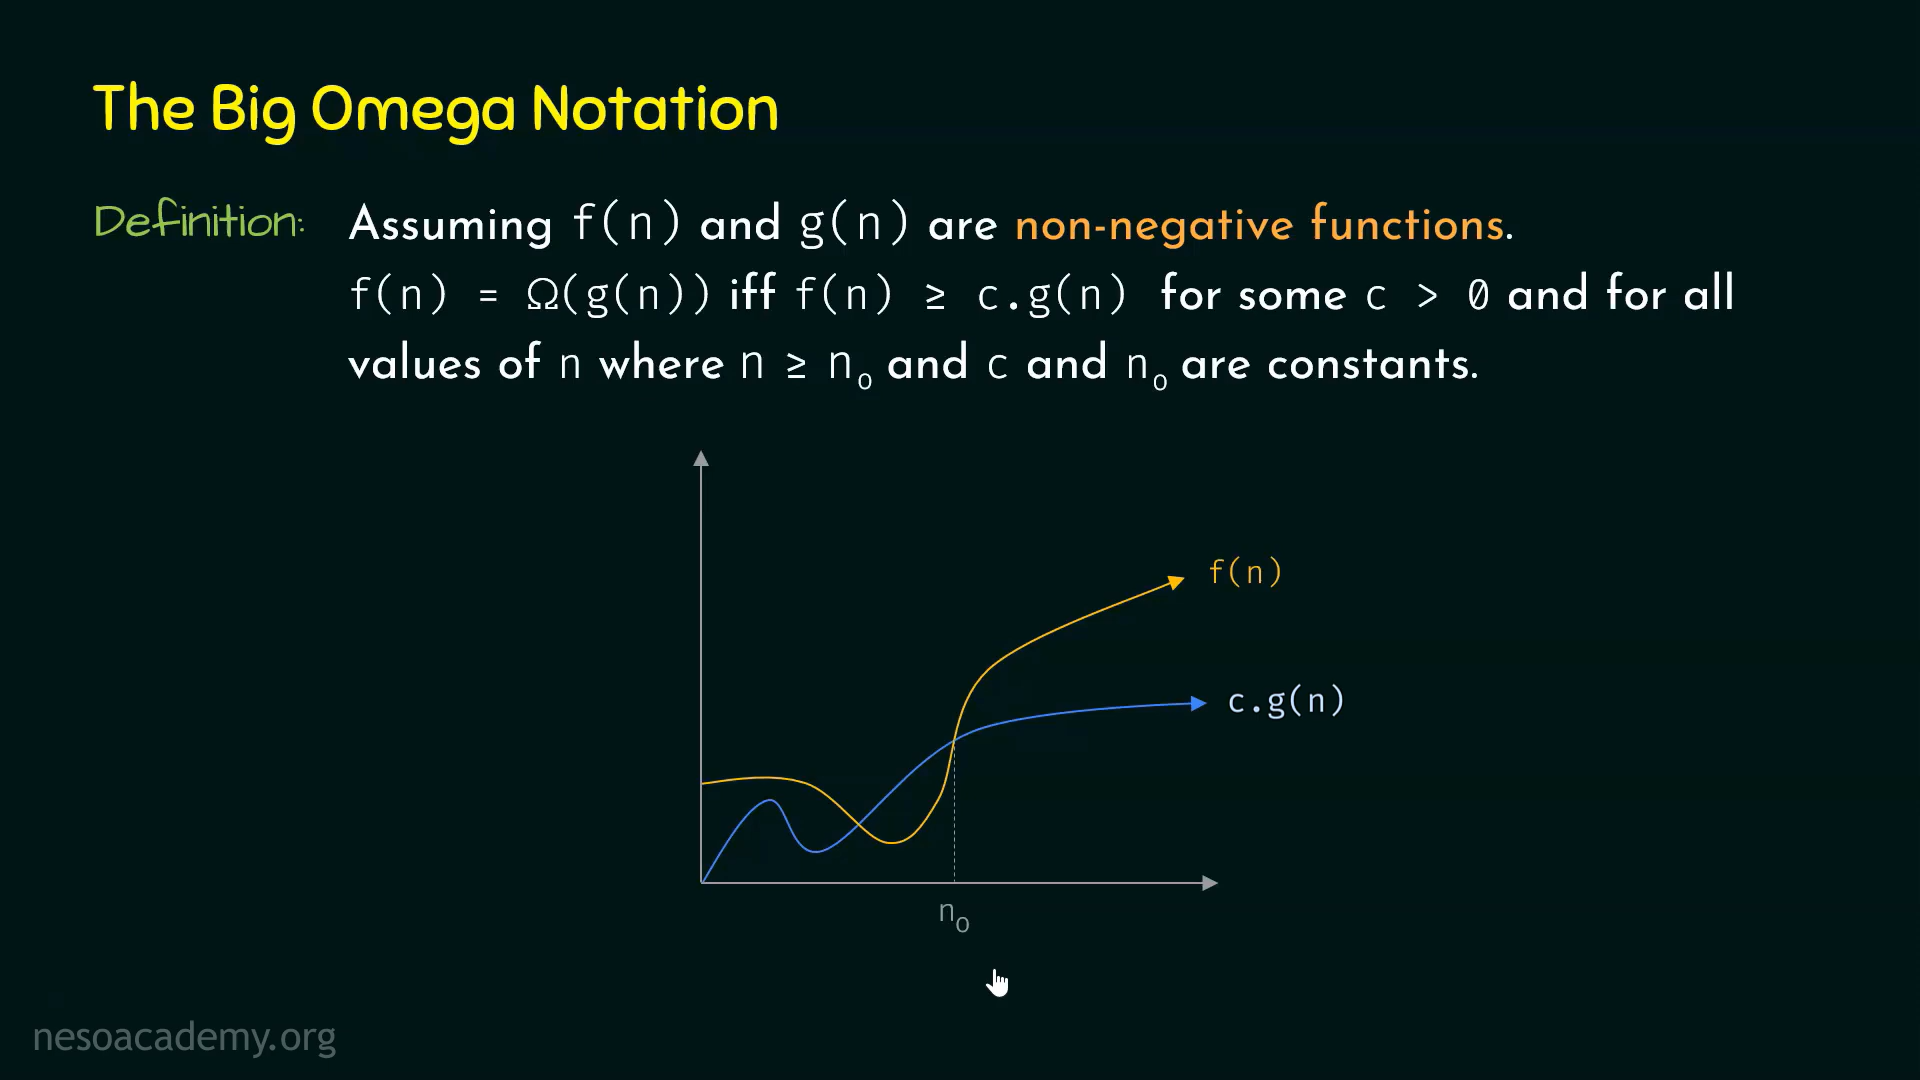 The Big Omega Notation
Definition: Assuming f(n) and g(n) are non-negative functions.
f(n) = Ω(g(n)) iff f(n) ≥ c.g(n) for some c > 0 and for all
values of n where n ≥ n₀ and c and n₀ are constants.
f(n)
c.g(n)
n₀
nesoacademy.org